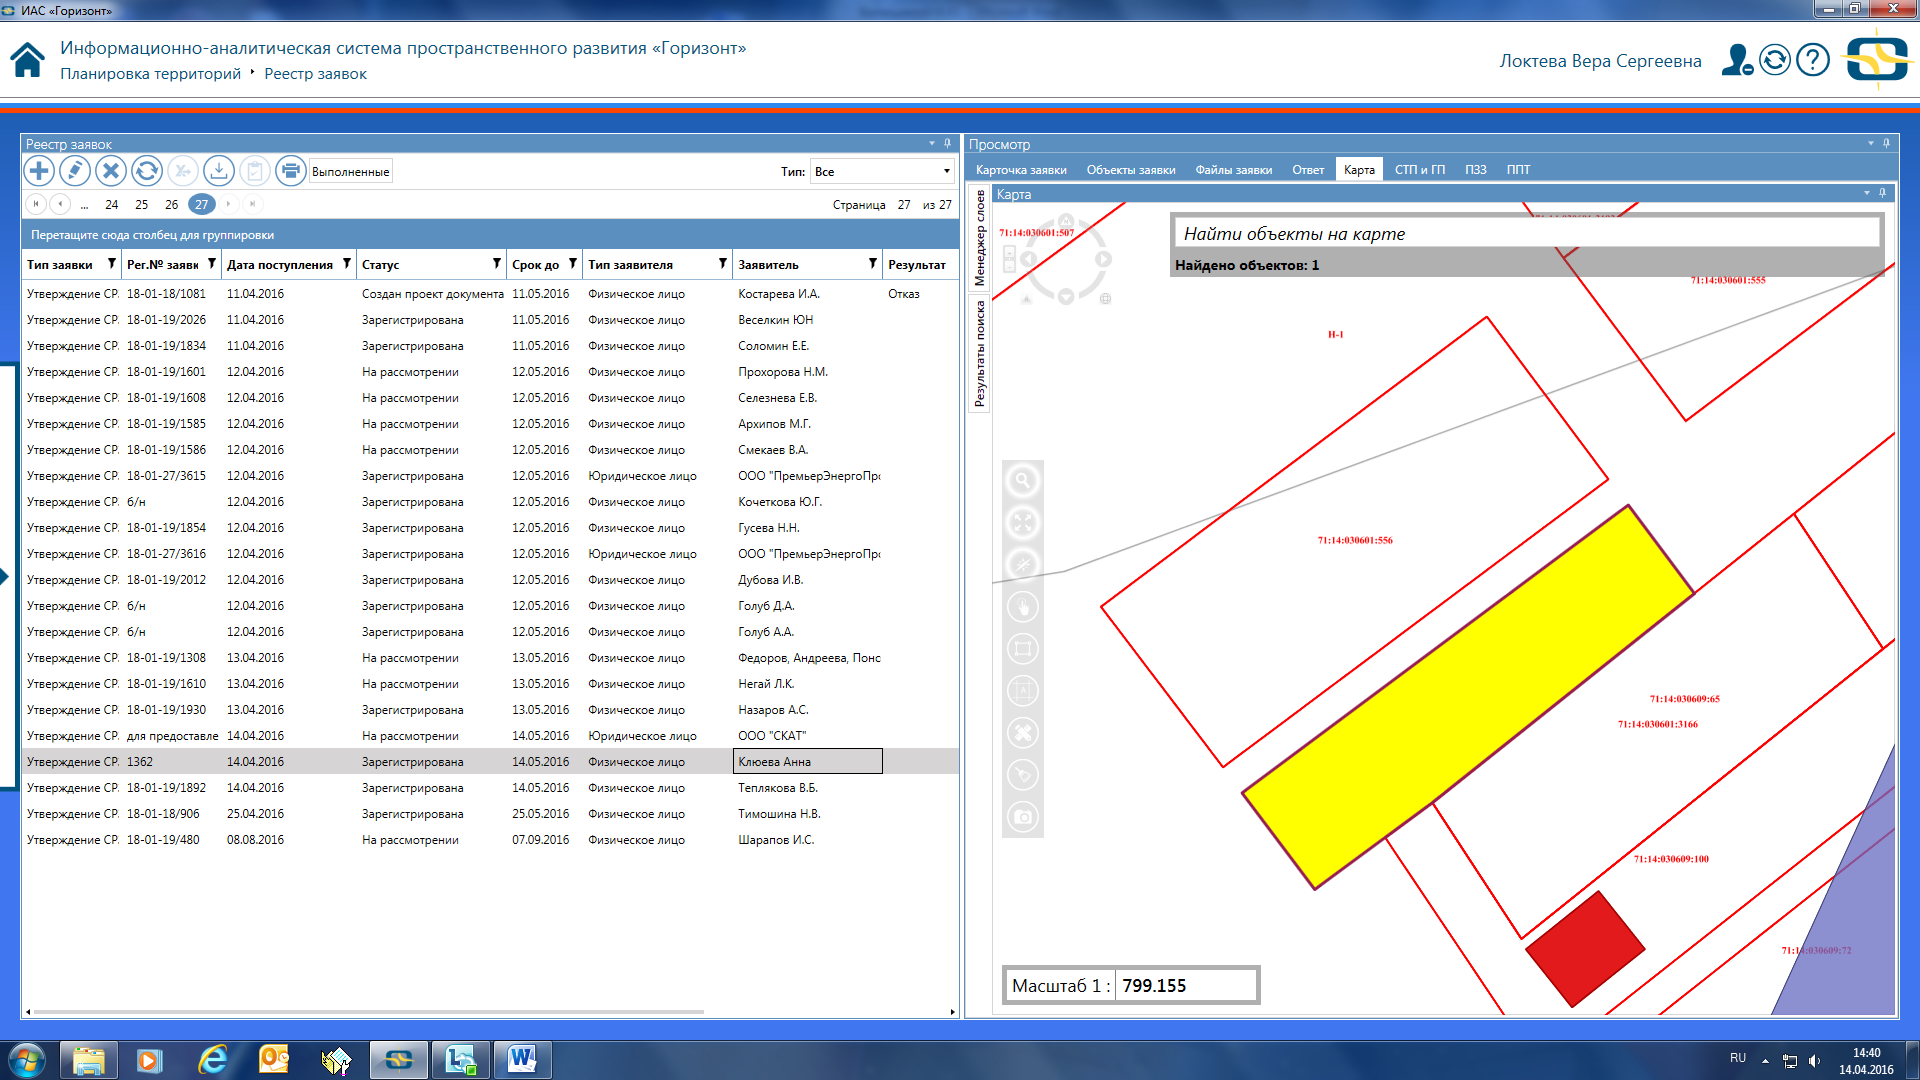 ИАС «Горизонт»
Информационно-аналитическая система пространственного развития «Горизонт»
Планировка территорий Реестр заявок
Локтева Вера Сергеевна
Реестр заявок
Выполненные
Тип: Все
... 24 25 26 27
Страница 27 из 27
Перетащите сюда столбец для группировки
Тип заявки Рег.№ заявк Дата поступления Статус Срок до Тип заявителя Заявитель Результат
Утверждение СР. 18-01-18/1081 11.04.2016 Создан проект документа 11.05.2016 Физическое лицо Костарева И.А. Отказ
Утверждение СР. 18-01-19/2026 11.04.2016 Зарегистрирована 11.05.2016 Физическое лицо Веселкин ЮН
Утверждение СР. 18-01-19/1834 11.04.2016 Зарегистрирована 11.05.2016 Физическое лицо Соломин Е.Е.
Утверждение СР. 18-01-19/1601 12.04.2016 На рассмотрении 12.05.2016 Физическое лицо Прохорова Н.М.
Утверждение СР. 18-01-19/1608 12.04.2016 На рассмотрении 12.05.2016 Физическое лицо Селезнева Е.В.
Утверждение СР. 18-01-19/1585 12.04.2016 На рассмотрении 12.05.2016 Физическое лицо Архипов М.Г.
Утверждение СР. 18-01-19/1586 12.04.2016 На рассмотрении 12.05.2016 Физическое лицо Смекаев В.А.
Утверждение СР. 18-01-27/3615 12.04.2016 Зарегистрирована 12.05.2016 Юридическое лицо ООО "ПремьерЭнергоПро
Утверждение СР. б/н 12.04.2016 Зарегистрирована 12.05.2016 Физическое лицо Кочеткова Ю.Г.
Утверждение СР. 18-01-19/1854 12.04.2016 Зарегистрирована 12.05.2016 Физическое лицо Гусева Н.Н.
Утверждение СР. 18-01-27/3616 12.04.2016 Зарегистрирована 12.05.2016 Юридическое лицо ООО "ПремьерЭнергоПро
Утверждение СР. 18-01-19/2012 12.04.2016 Зарегистрирована 12.05.2016 Физическое лицо Дубова И.В.
Утверждение СР. б/н 12.04.2016 Зарегистрирована 12.05.2016 Физическое лицо Голуб Д.А.
Утверждение СР. б/н 12.04.2016 Зарегистрирована 12.05.2016 Физическое лицо Голуб А.А.
Утверждение СР. 18-01-19/1308 13.04.2016 На рассмотрении 13.05.2016 Физическое лицо Федоров, Андреева, Понс
Утверждение СР. 18-01-19/1610 13.04.2016 На рассмотрении 13.05.2016 Физическое лицо Негай Л.К.
Утверждение СР. 18-01-19/1930 13.04.2016 Зарегистрирована 13.05.2016 Физическое лицо Назаров А.С.
Утверждение СР. для предоставле 14.04.2016 На рассмотрении 14.05.2016 Юридическое лицо ООО "СКАТ"
Утверждение СР. 1362 14.04.2016 Зарегистрирована 14.05.2016 Физическое лицо Клюева Анна
Утверждение СР. 18-01-19/1892 14.04.2016 Зарегистрирована 14.05.2016 Физическое лицо Теплякова В.Б.
Утверждение СР. 18-01-18/906 25.04.2016 Зарегистрирована 25.05.2016 Физическое лицо Тимошина Н.В.
Утверждение СР. 18-01-19/480 08.08.2016 На рассмотрении 07.09.2016 Физическое лицо Шарапов И.С.
Просмотр
Карточка заявки Объекты заявки Файлы заявки Ответ Карта СТП и ГП ПЗЗ ППТ
Карта
Менеджер слоев
Результаты поиска
Найти объекты на карте
Найдено объектов: 1
71:14:030601:507
71:14:030601:555
Н-1
71:14:030601:556
71:14:030609:65
71:14:030601:3166
71:14:030609:100
71:14:030609:72
Масштаб 1 : 799.155
RU
14:40
14.04.2016